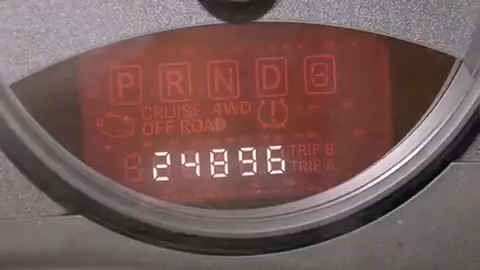 P R N D 3
CRUISE 4WD
OFF ROAD
24896 TRIP B
TRIP A